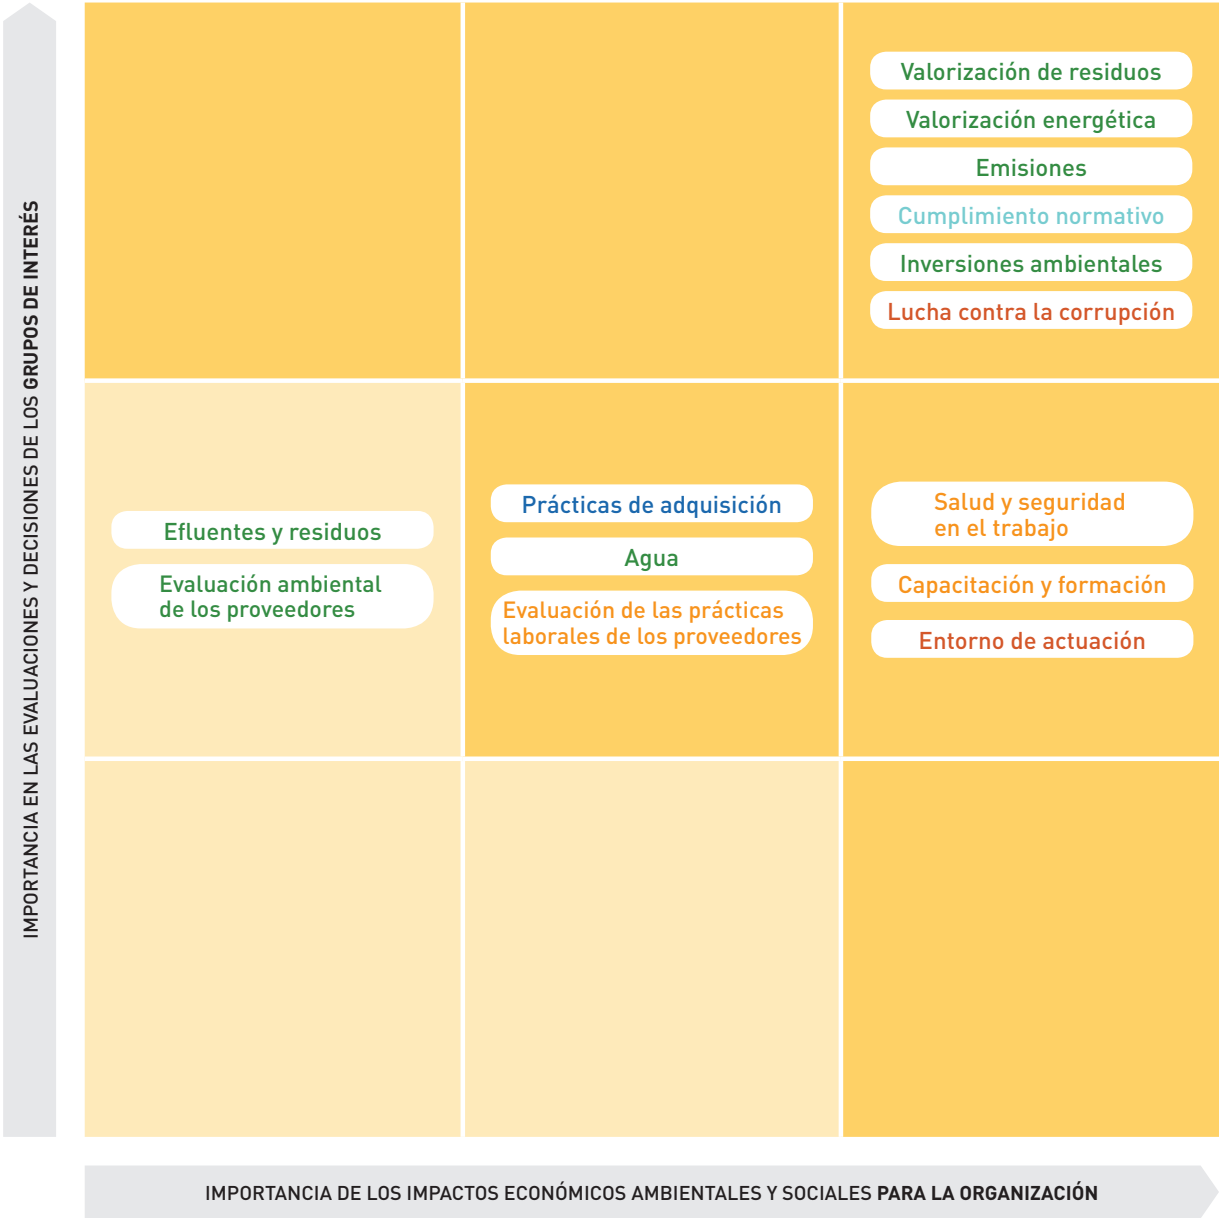 IMPORTANCIA EN LAS EVALUACIONES Y DECISIONES DE LOS GRUPOS DE INTERÉS
Valorización de residuos
Valorización energética
Emisiones
Cumplimiento normativo
Inversiones ambientales
Lucha contra la corrupción
Efluentes y residuos
Evaluación ambiental
de los proveedores
Prácticas de adquisición
Agua
Evaluación de las prácticas
laborales de los proveedores
Salud y seguridad
en el trabajo
Capacitación y formación
Entorno de actuación
IMPORTANCIA DE LOS IMPACTOS ECONÓMICOS AMBIENTALES Y SOCIALES PARA LA ORGANIZACIÓN